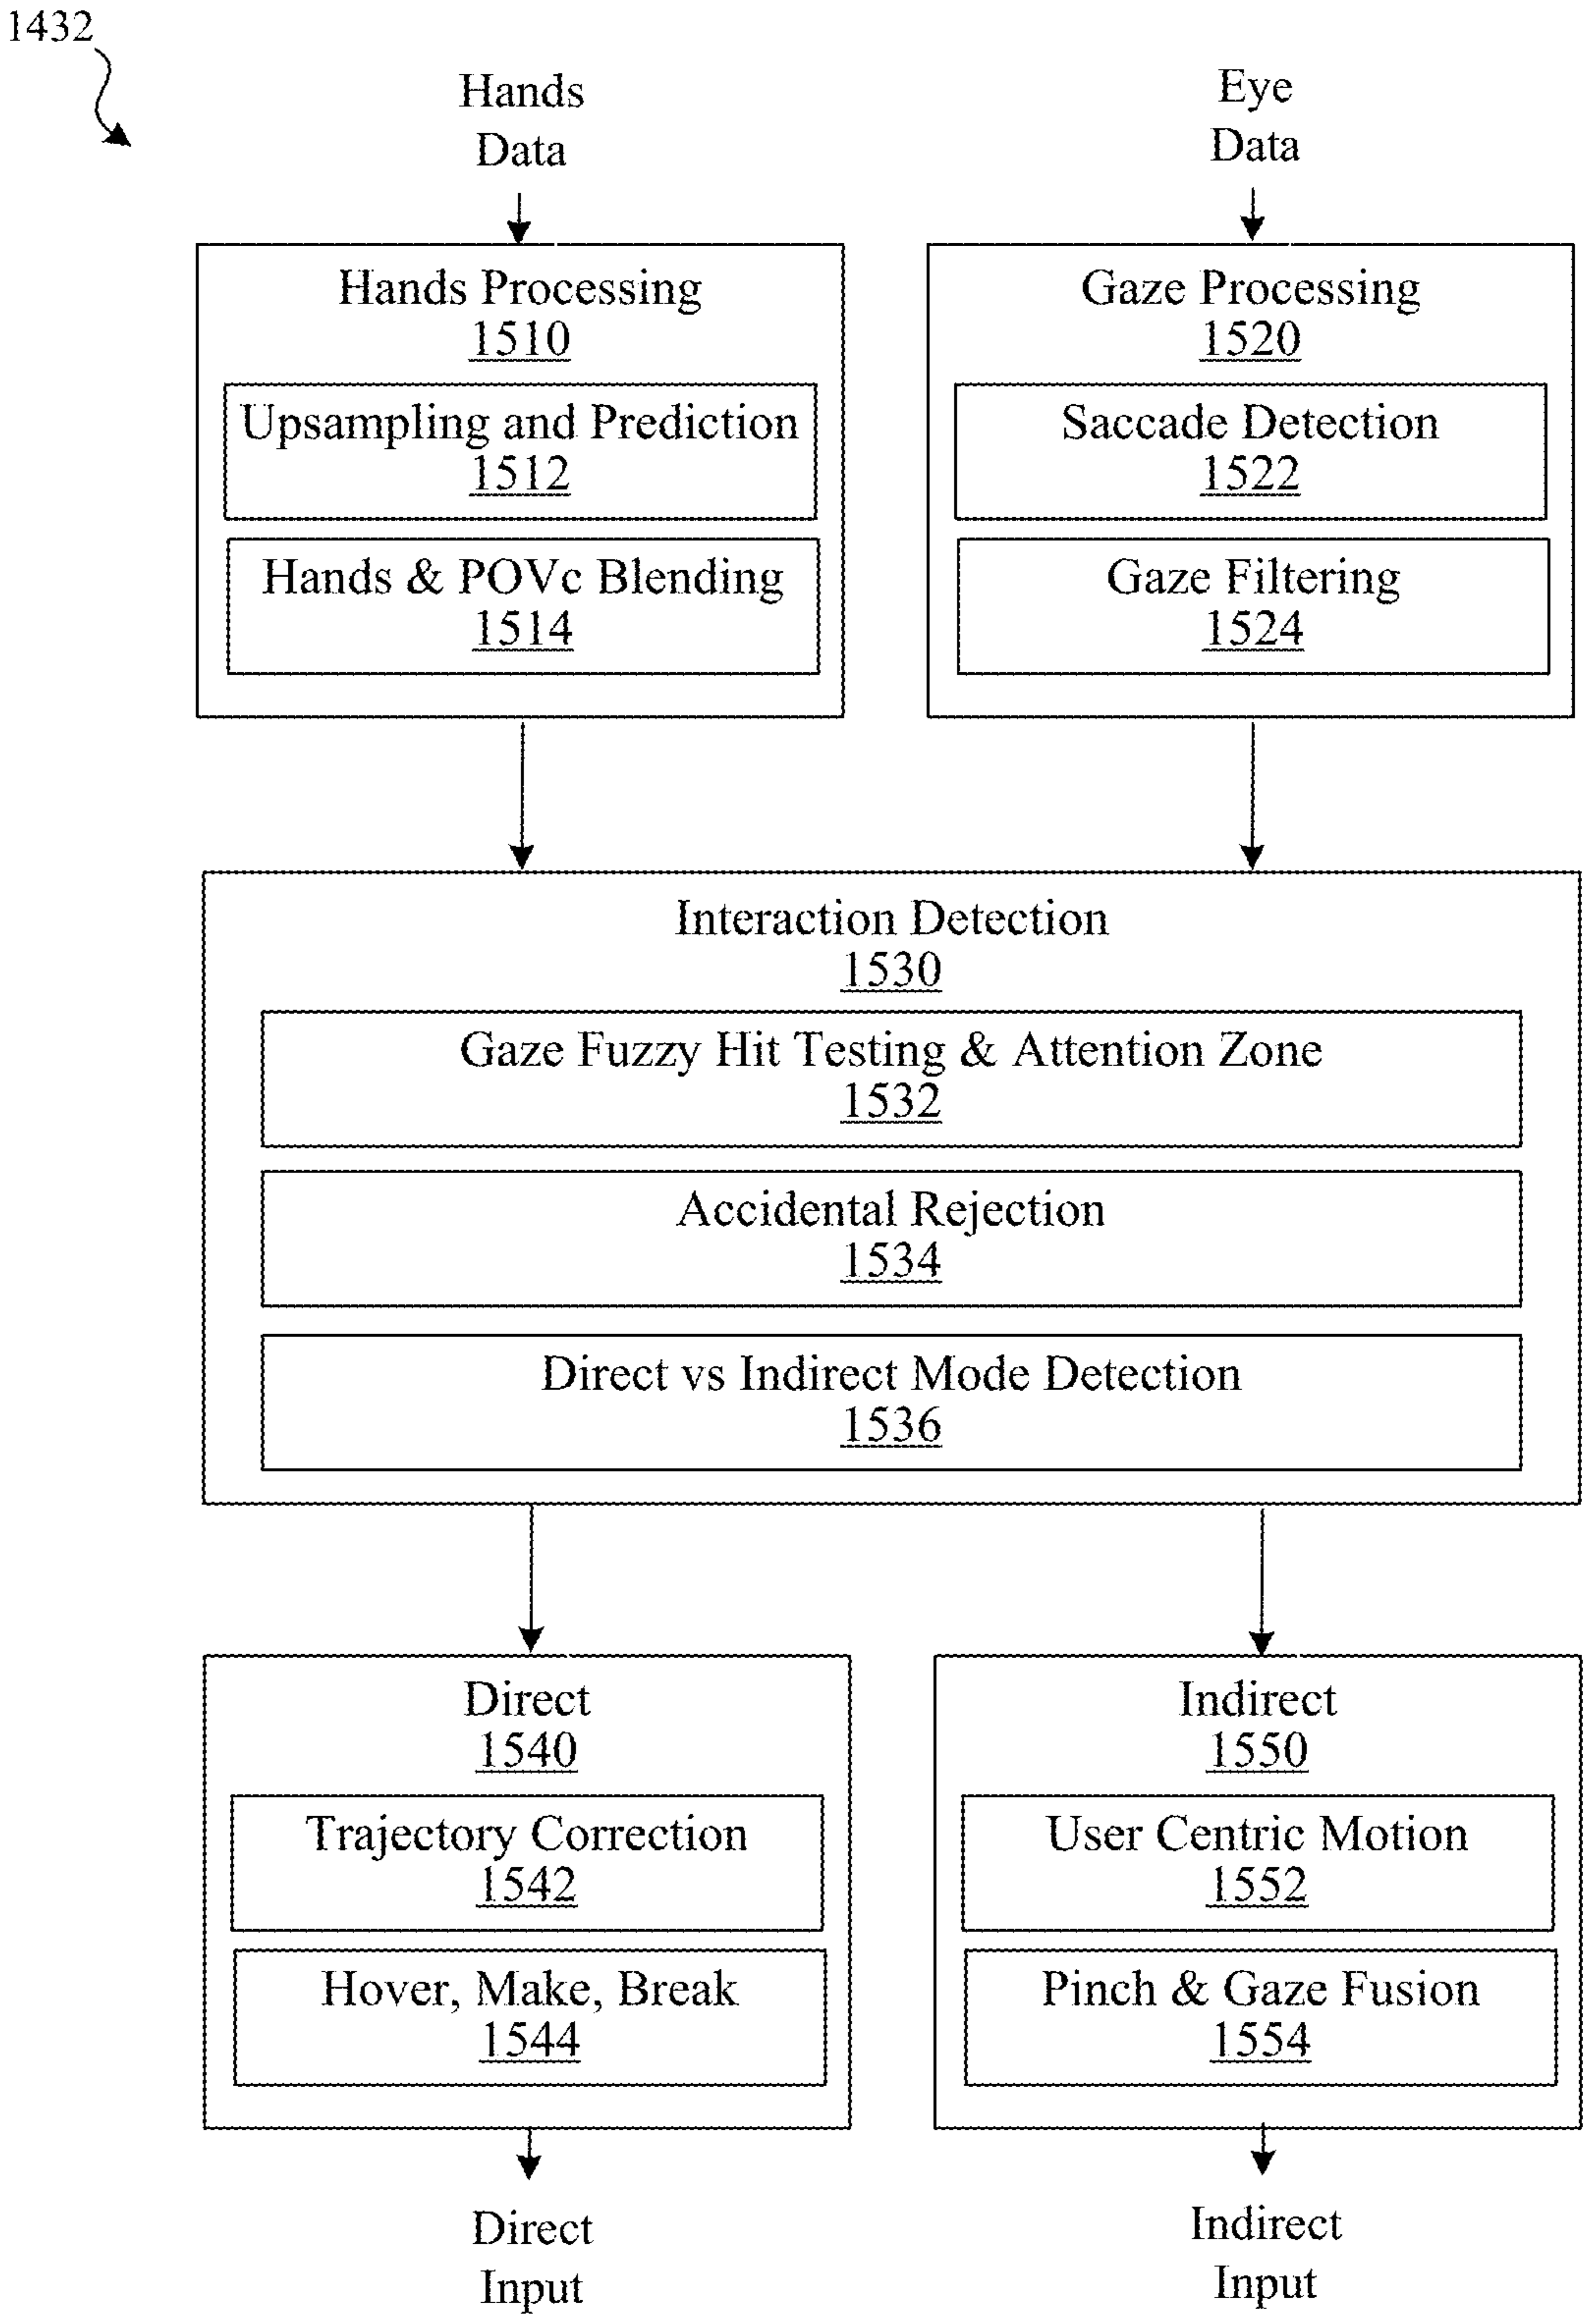 1432
Hands
Data
Eye
Data
Hands Processing
1510
Upsampling and Prediction
1512
Hands & POVc Blending
1514
Gaze Processing
1520
Saccade Detection
1522
Gaze Filtering
1524
Interaction Detection
1530
Gaze Fuzzy Hit Testing & Attention Zone
1532
Accidental Rejection
1534
Direct vs Indirect Mode Detection
1536
Direct
1540
Trajectory Correction
1542
Hover, Make, Break
1544
Indirect
1550
User Centric Motion
1552
Pinch & Gaze Fusion
1554
Direct
Input
Indirect
Input